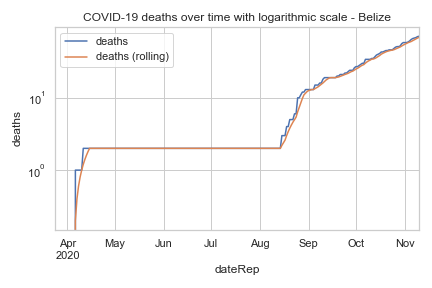 COVID-19 deaths over time with logarithmic scale - Belize
deaths
deaths (rolling)
10¹
10⁰
deaths
Apr May Jun Jul Aug Sep Oct Nov
2020
dateRep